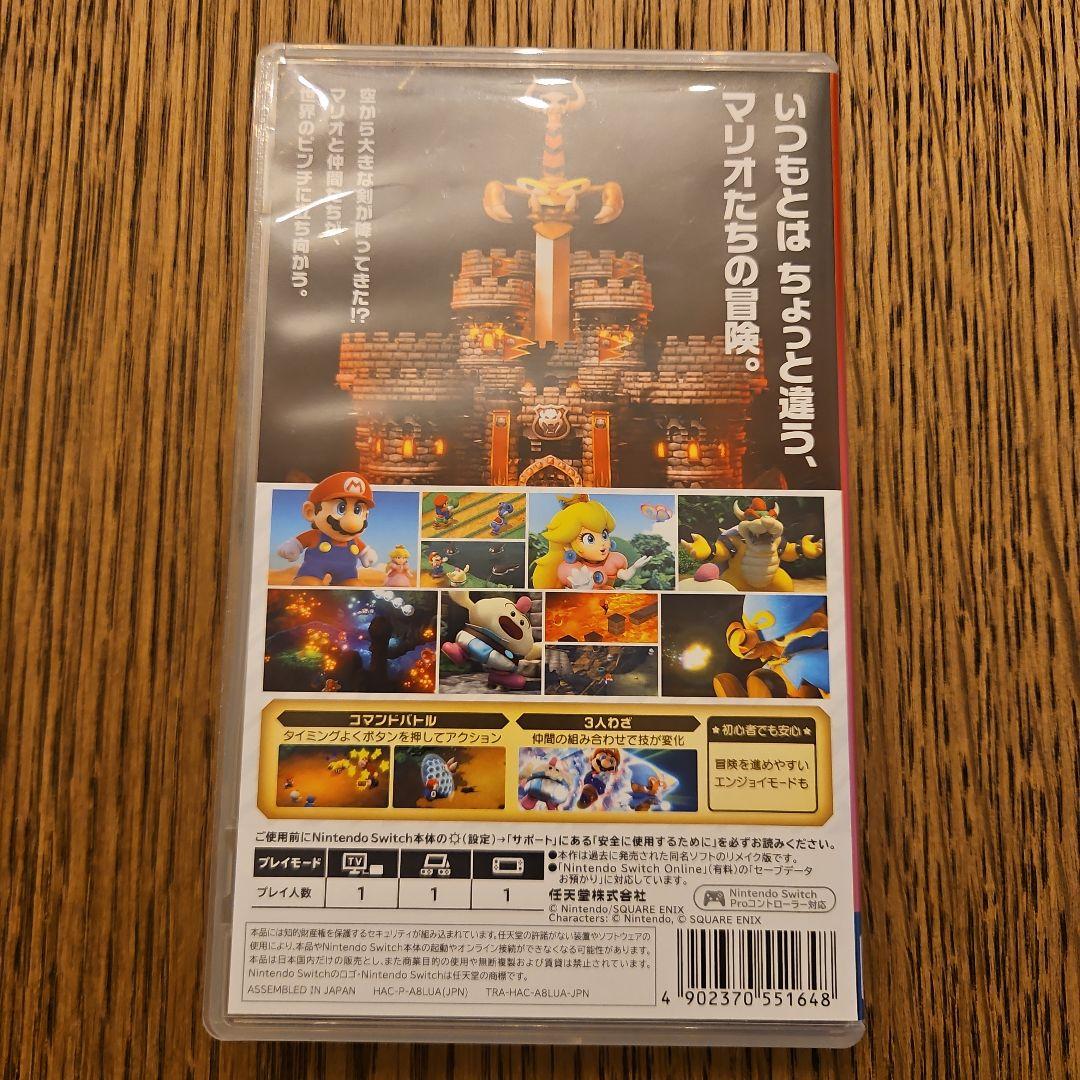 いつもとは ちょっと違う、
マリオたちの冒険。
空から大きな剣が降ってきた!?
マリオと仲間たちが、
世界のピンチに立ち向かう。
コマンドバトル
タイミングよくボタンを押してアクション
3人わざ
仲間の組み合わせで技が変化
★初心者でも安心★
冒険を進めやすい
エンジョイモードも
ご使用前にNintendo Switch本体の(設定)→「サポート」にある「安全に使用するために」を必ずお読みください。
プレイモード TV
プレイ人数 1 1 1
●本作は過去に発売された同名ソフトのリメイク版です。
●「Nintendo Switch Online」(有料)の「セーブデータ
お預かり」に対応しています。
任天堂株式会社
© Nintendo/SQUARE ENIX
Characters: © Nintendo, © SQUARE ENIX
Nintendo Switch
Proコントローラー対応
本品には知的財産権を保護するセキュリティが組み込まれています。任天堂の許諾がない装置やソフトウェアの
使用により、本品やNintendo Switch本体の起動やオンライン接続ができなくなる可能性があります。
本品は日本国内だけの販売とし、また商業目的の使用や無断複製および賃貸は禁止されています。
Nintendo Switchのロゴ・Nintendo Switchは任天堂の商標です。
ASSEMBLED IN JAPAN HAC-P-A8LUA(JPN) TRA-HAC-A8LUA-JPN
4 902370 551648